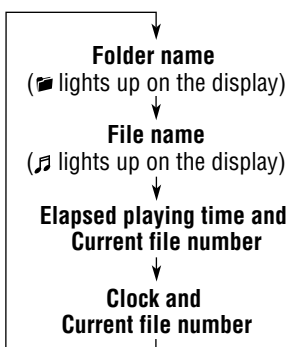 Folder name
( lights up on the display)
File name
( lights up on the display)
Elapsed playing time and
Current file number
Clock and
Current file number